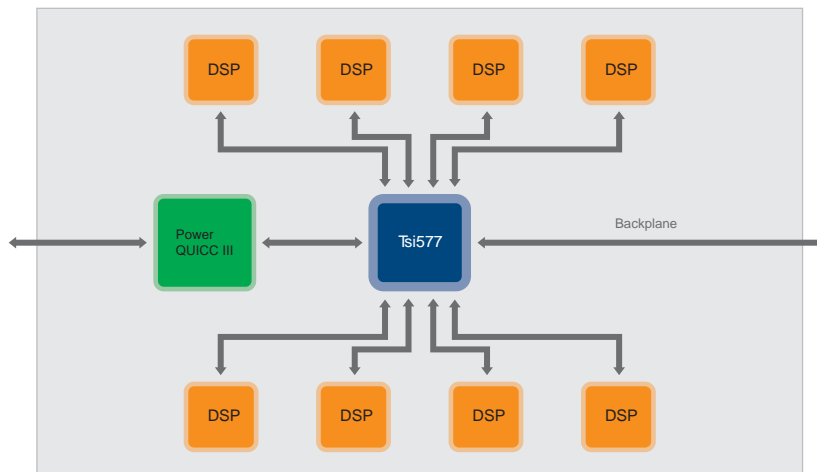 DSP
DSP
DSP
DSP
Power
QUICC III
Tsi577
Backplane
DSP
DSP
DSP
DSP